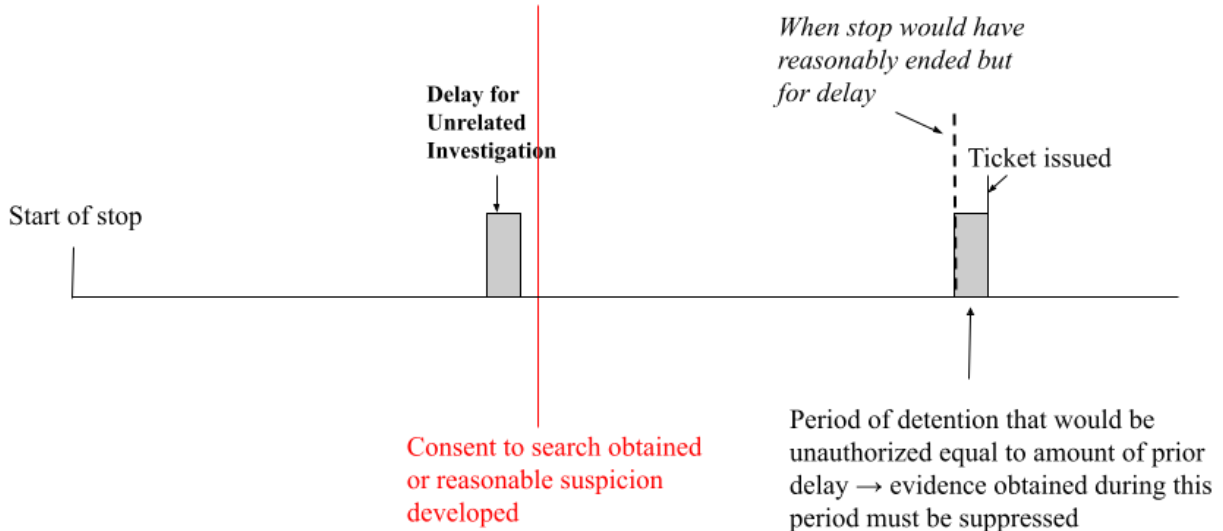 When stop would have
reasonably ended but
for delay
Delay for
Unrelated
Investigation
Ticket issued
Start of stop
Consent to search obtained
or reasonable suspicion
developed
Period of detention that would be
unauthorized equal to amount of prior
delay → evidence obtained during this
period must be suppressed